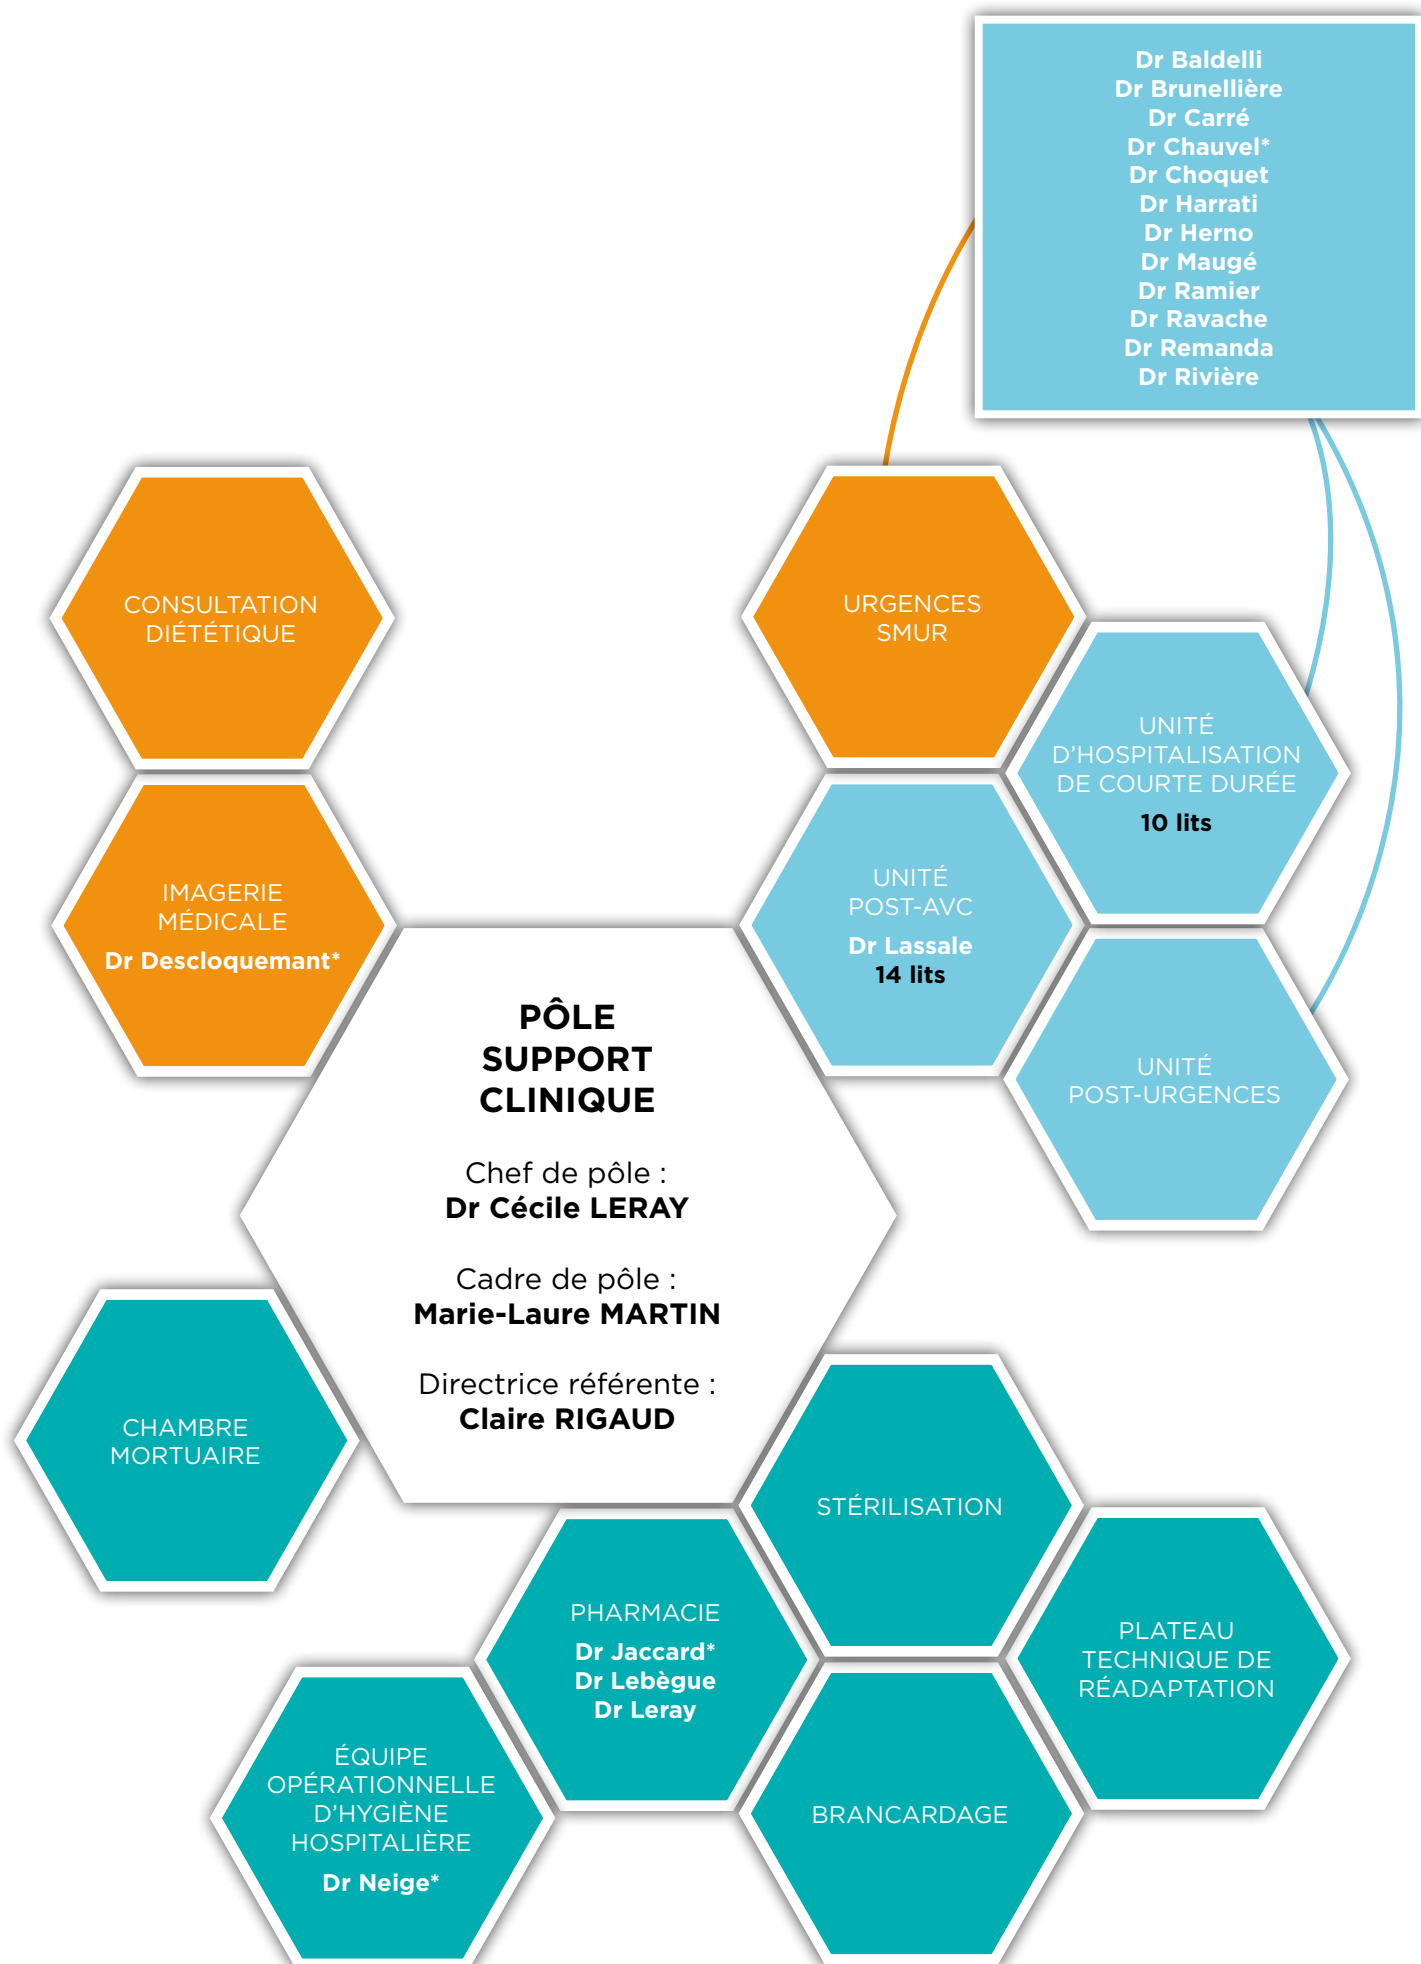 Dr Baldelli
Dr Brunellière
Dr Carré
Dr Chauvel*
Dr Choquet
Dr Harrati
Dr Herno
Dr Maugé
Dr Ramier
Dr Ravache
Dr Remanda
Dr Rivière
CONSULTATION
DIÉTÉTIQUE
URGENCES
SMUR
UNITÉ
D’HOSPITALISATION
DE COURTE DURÉE
10 lits
IMAGERIE
MÉDICALE
Dr Descloquemant*
UNITÉ
POST-AVC
Dr Lassale
14 lits
UNITÉ
POST-URGENCES
PÔLE
SUPPORT
CLINIQUE
Chef de pôle :
Dr Cécile LERAY
Cadre de pôle :
Marie-Laure MARTIN
Directrice référente :
Claire RIGAUD
CHAMBRE
MORTUAIRE
STÉRILISATION
PHARMACIE
Dr Jaccard*
Dr Lebègue
Dr Leray
PLATEAU
TECHNIQUE DE
RÉADAPTATION
ÉQUIPE
OPÉRATIONNELLE
D’HYGIÈNE
HOSPITALIÈRE
Dr Neige*
BRANCARDAGE